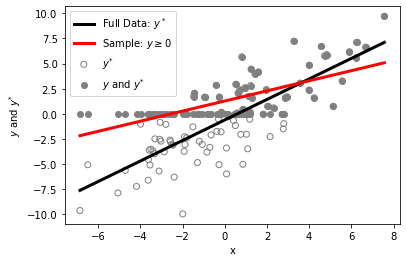 Full Data: y*
Sample: y ≥ 0
y*
y and y*
10.0
7.5
5.0
2.5
0.0
−2.5
−5.0
−7.5
−10.0
y and y*
−6 −4 −2 0 2 4 6 8
x